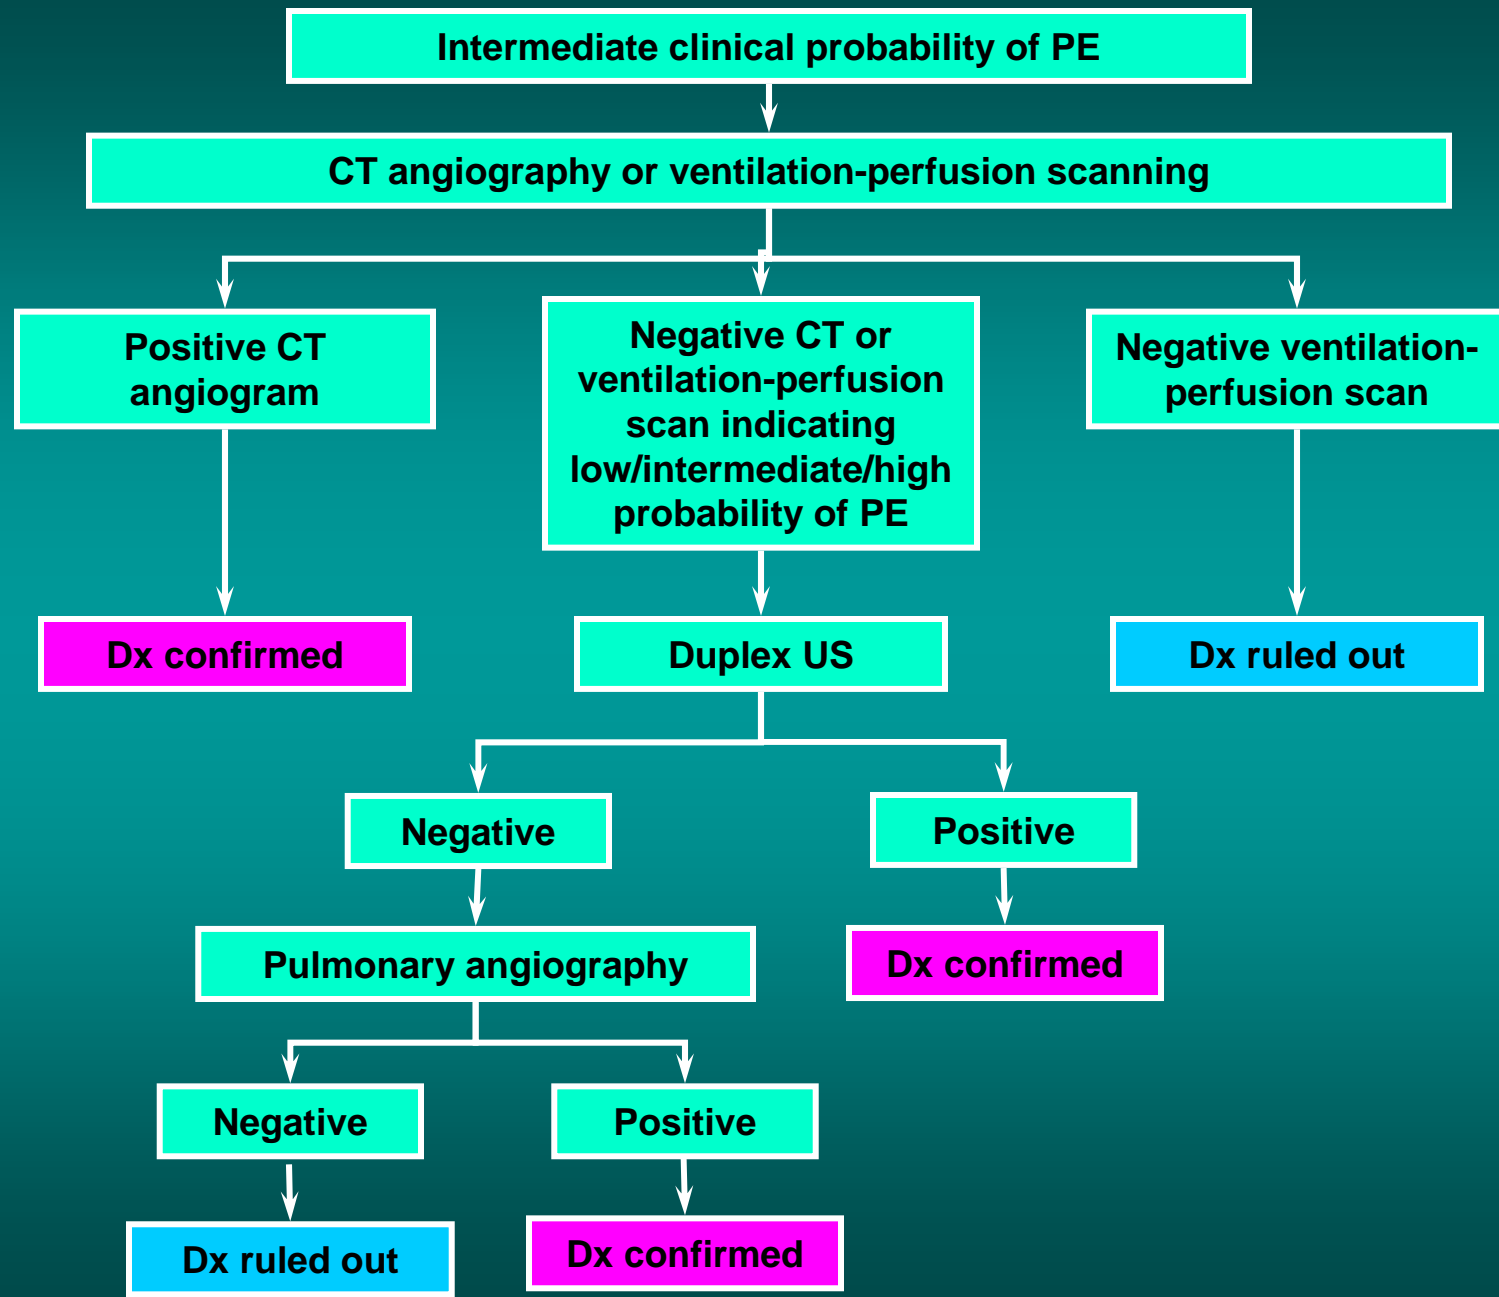 Intermediate clinical probability of PE
CT angiography or ventilation-perfusion scanning
Positive CT
angiogram
Negative CT or
ventilation-perfusion
scan indicating
low/intermediate/high
probability of PE
Negative ventilation-
perfusion scan
Dx confirmed
Duplex US
Dx ruled out
Negative
Positive
Pulmonary angiography
Dx confirmed
Negative
Positive
Dx ruled out
Dx confirmed